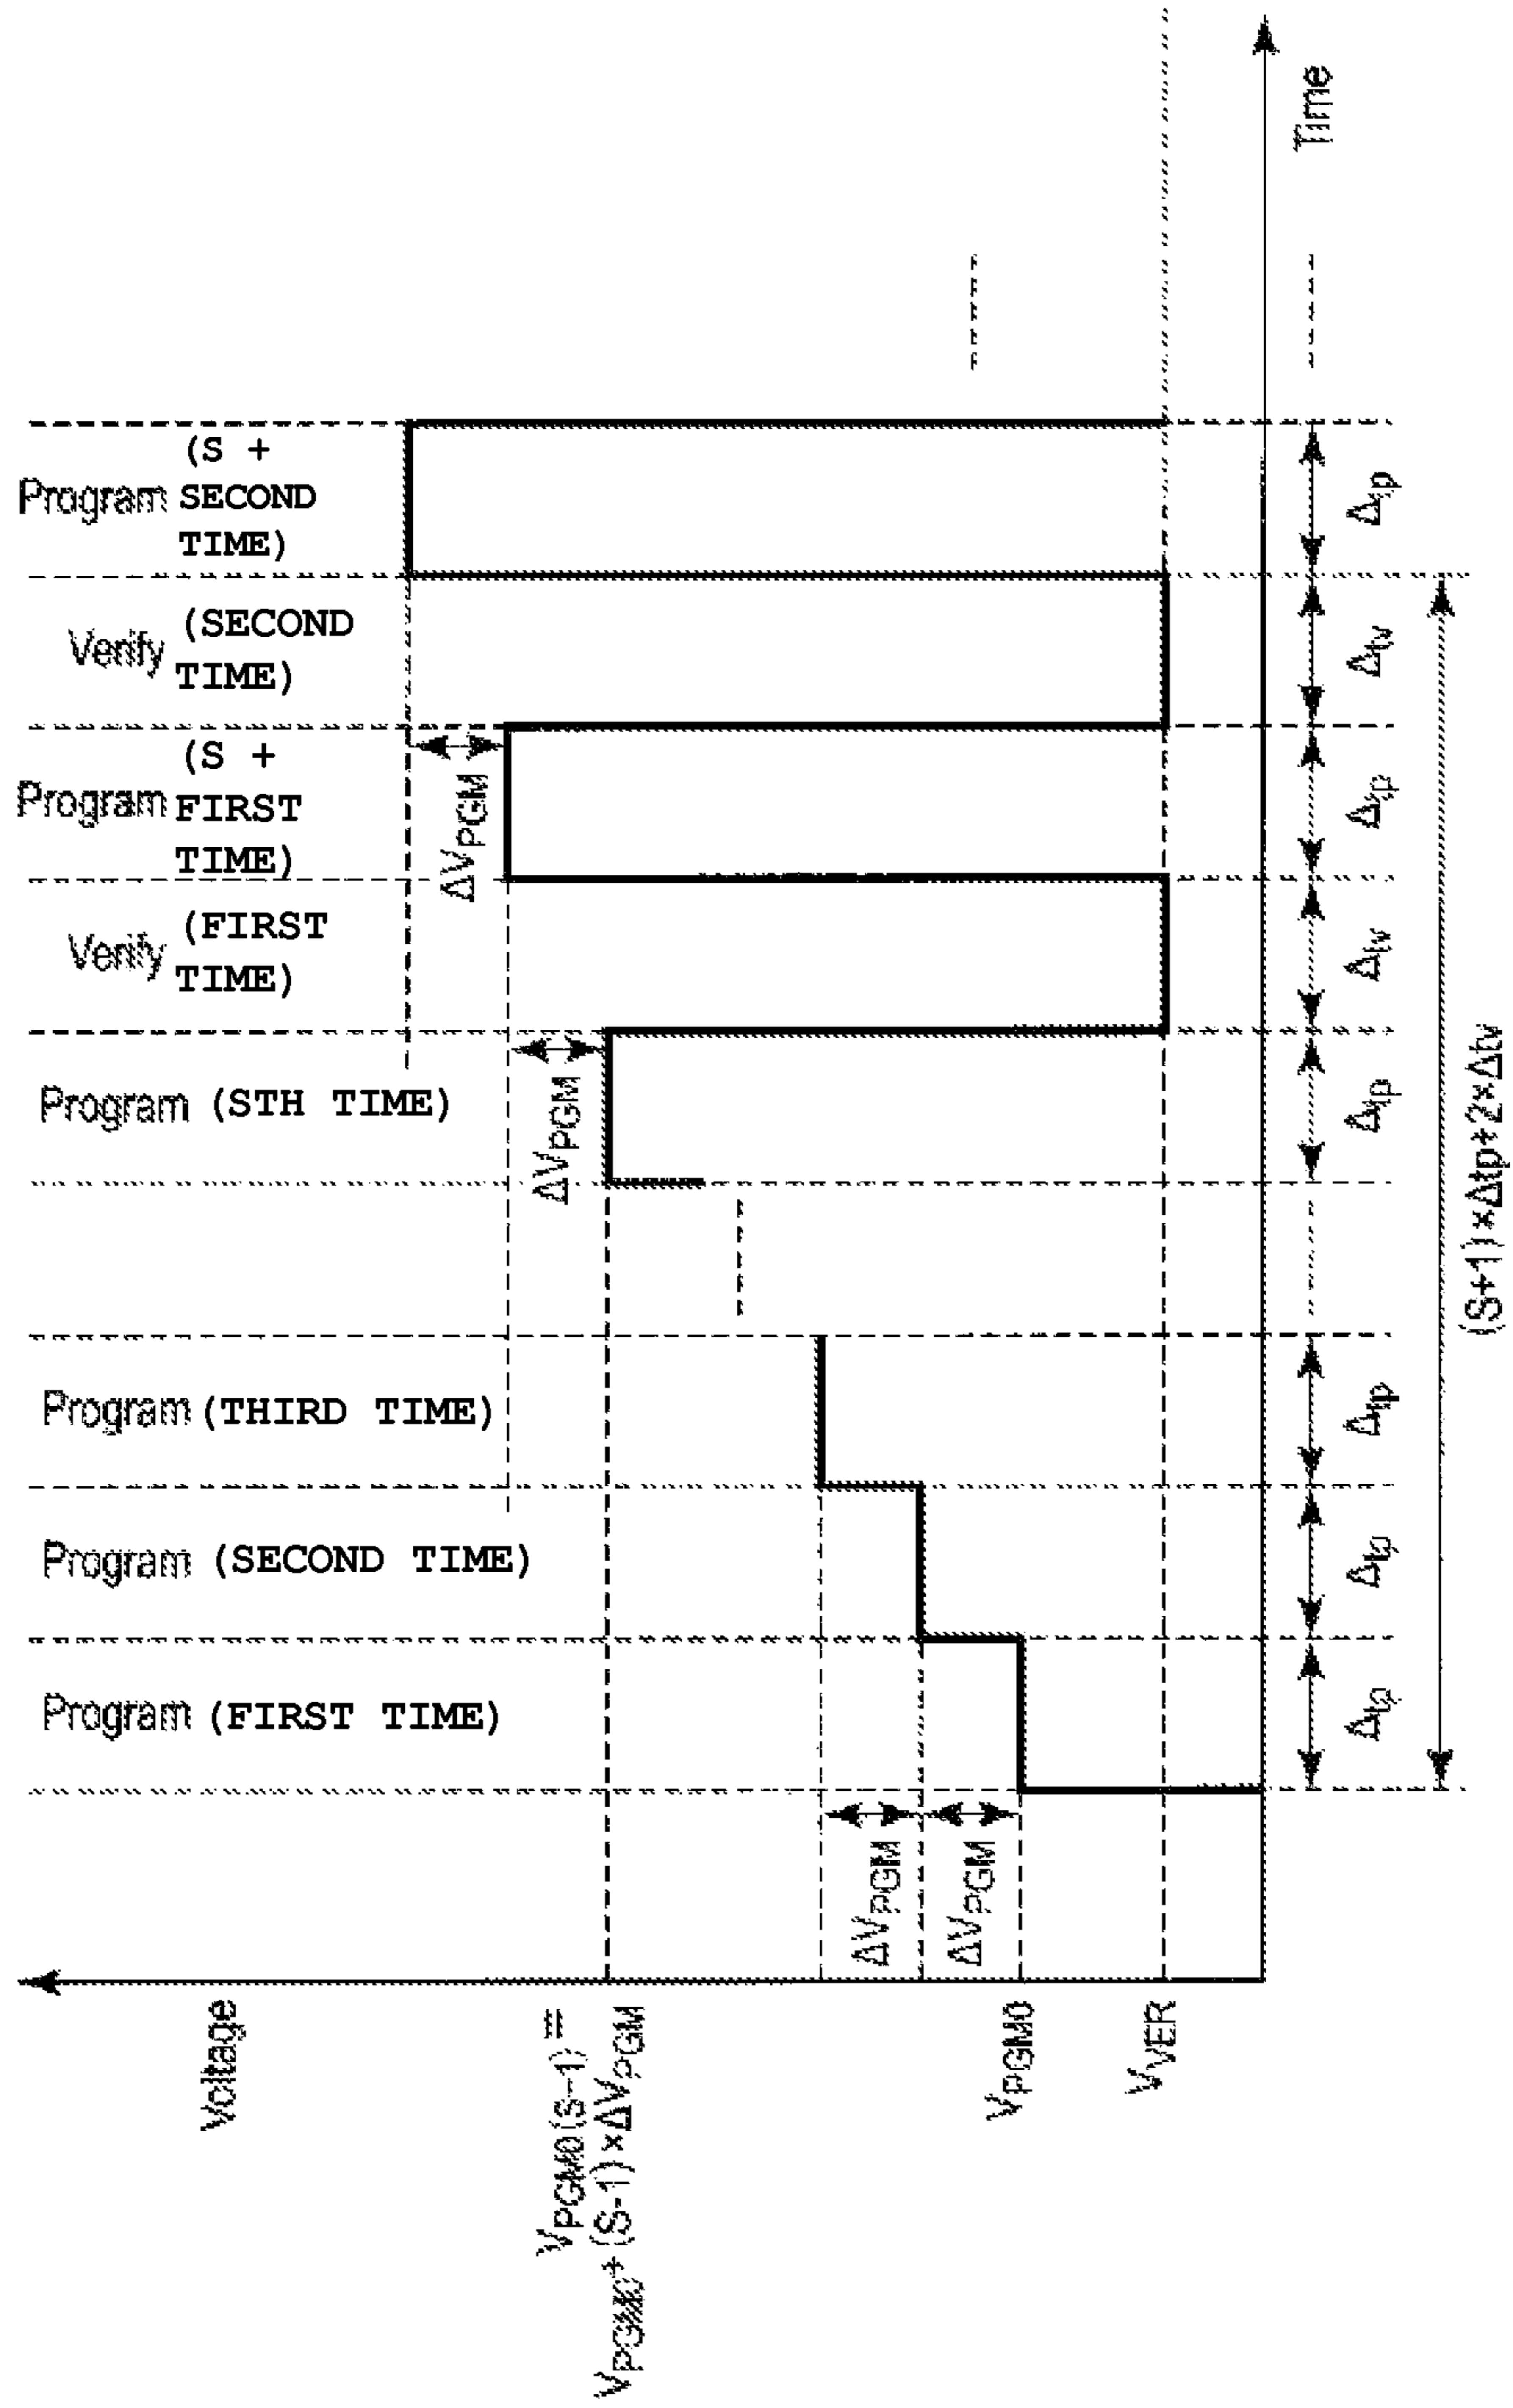 Program (S +
SECOND
TIME)
Verify (SECOND
TIME)
Program (S +
FIRST
TIME)
Verify (FIRST
TIME)
Program (STH TIME)
Program (THIRD TIME)
Program (SECOND TIME)
Program (FIRST TIME)
ΔVPGM
ΔVPGM
ΔVPGM
ΔVPGM
Voltage
VPGM0(s-1) =
VPGM0+(S-1)×ΔVPGM
VPGM0
VVER
Time
Δtp
Δtv
Δtp
Δtv
Δtp
Δtp
Δtp
Δtp
(S+1)×Δtp+2×Δtv